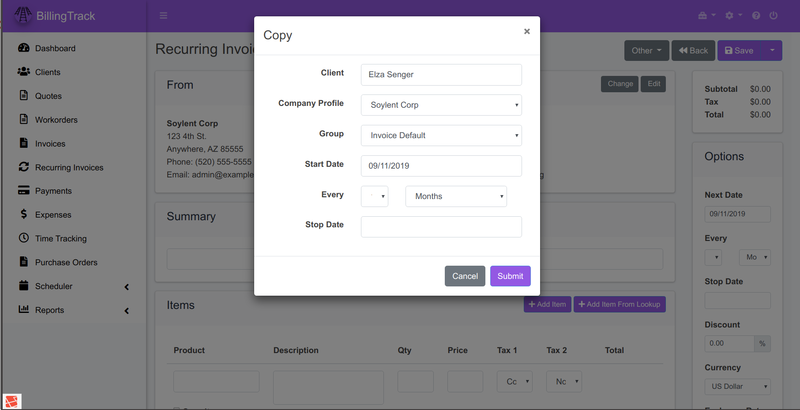 BillingTrack
Dashboard
Clients
Quotes
Workorders
Invoices
Recurring Invoices
Payments
Expenses
Time Tracking
Purchase Orders
Scheduler
Reports
Recurring Invoi
Other
Back
Save
From
Change
Edit
Soylent Corp
123 4th St.
Anywhere, AZ 85555
Phone: (520) 555-5555
Email: admin@example
Summary
Items
Add Item
Add Item From Lookup
Product Description Qty Price Tax 1 Tax 2 Total
Subtotal $0.00
Tax $0.00
Total $0.00
Options
Next Date
09/11/2019
Every
Mo
Stop Date
Discount
0.00 %
Currency
US Dollar
Copy
×
Client Elza Senger
Company Profile Soylent Corp
Group Invoice Default
Start Date 09/11/2019
Every Months
Stop Date
Cancel
Submit